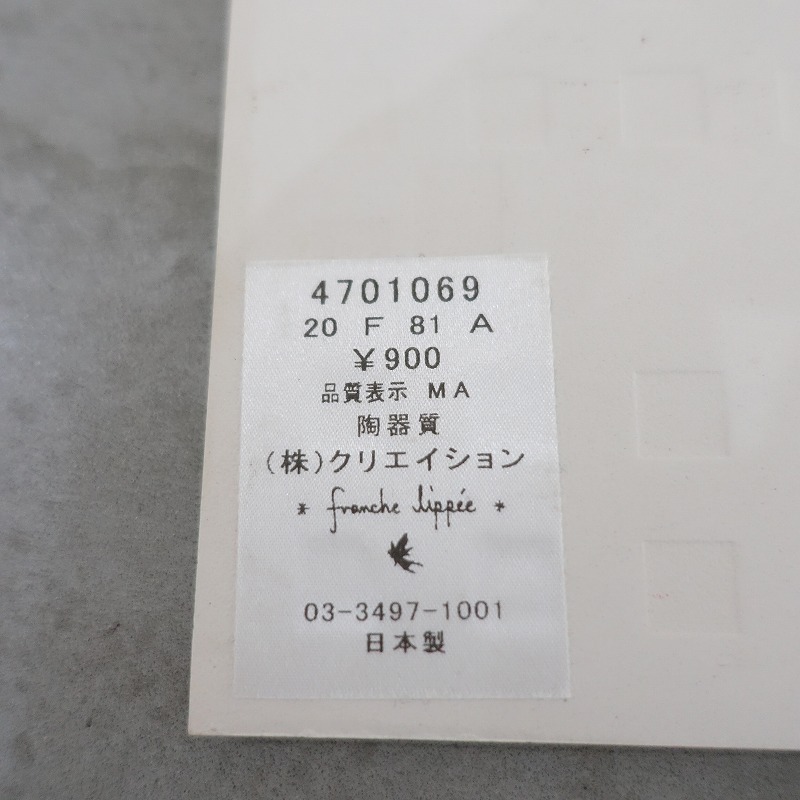 4701069
20 F 81 A
¥900
品質表示 MA
陶器質
(株)クリエイション
* franche lippée *
03-3497-1001
日本製